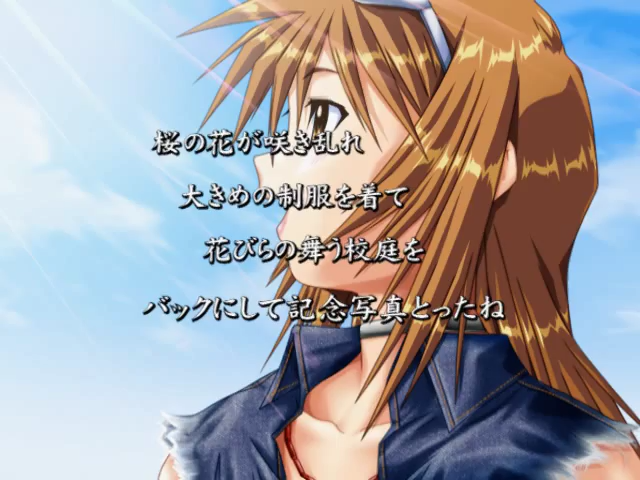 桜の花が咲き乱れ
大きめの制服を着て
花びらの舞う校庭を
バックにして記念写真とったね